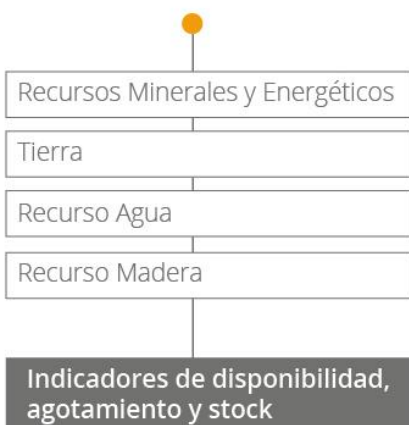 Recursos Minerales y Energéticos
Tierra
Recurso Agua
Recurso Madera
Indicadores de disponibilidad,
agotamiento y stock